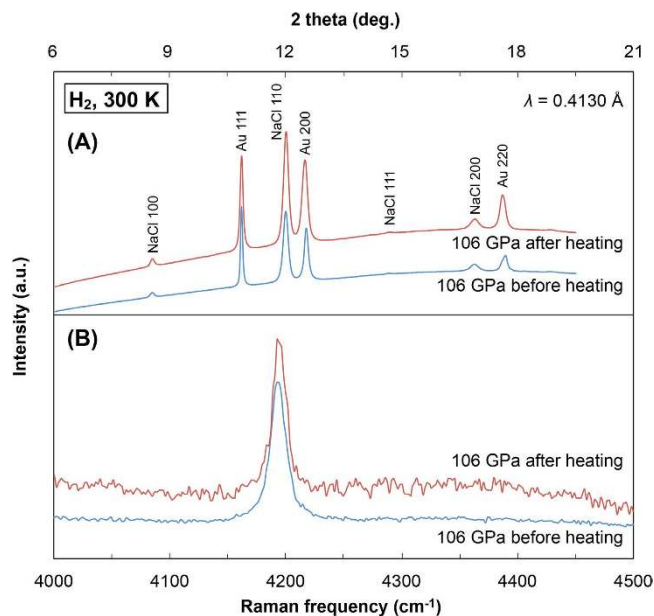 2 theta (deg.)
6 9 12 15 18 21
H₂, 300 K
λ = 0.4130 Å
(A)
NaCl 100
Au 111
NaCl 110
Au 200
NaCl 111
NaCl 200
Au 220
106 GPa after heating
106 GPa before heating
Intensity (a.u.)
(B)
106 GPa after heating
106 GPa before heating
4000 4100 4200 4300 4400 4500
Raman frequency (cm⁻¹)